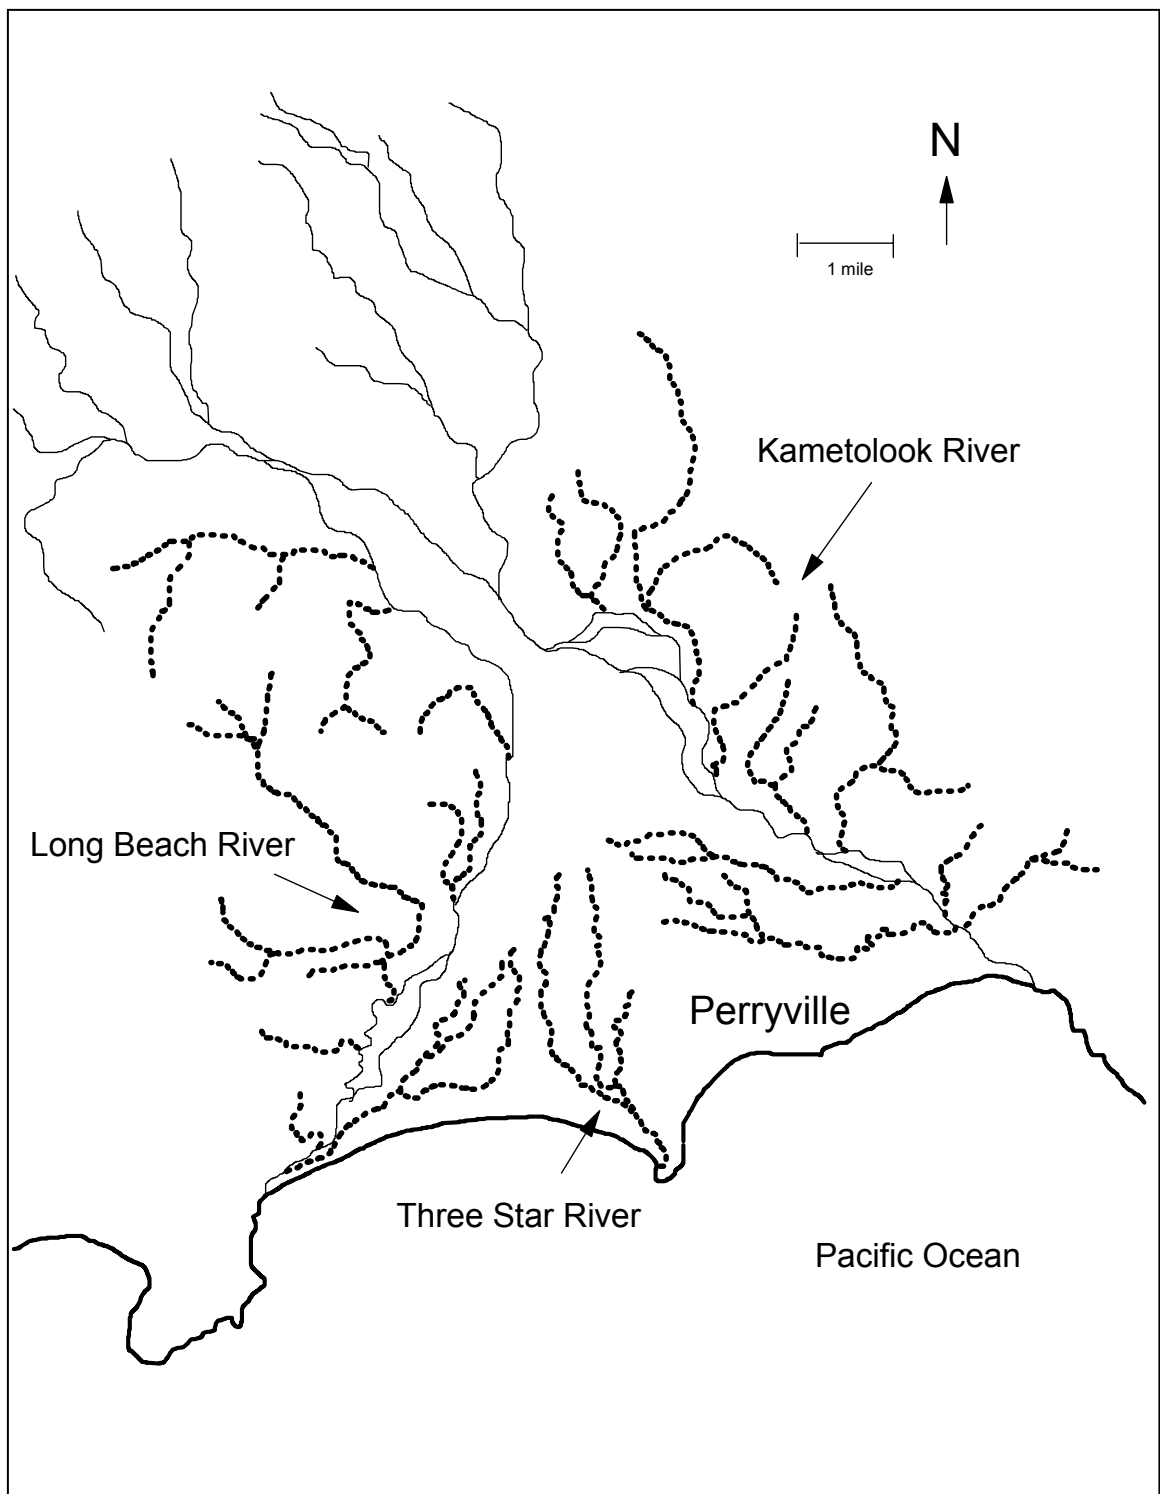 N
1 mile
Kametolook River
Long Beach River
Perryville
Three Star River
Pacific Ocean